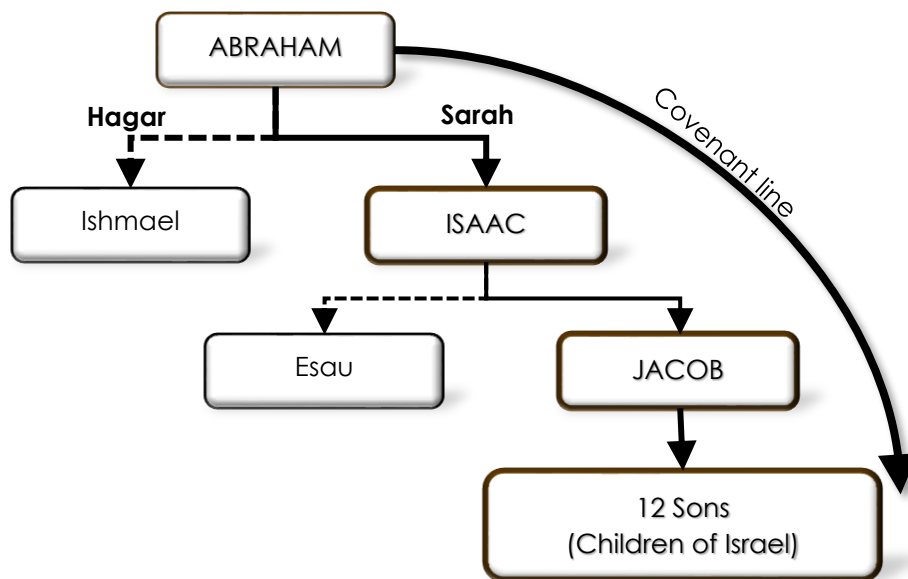 ABRAHAM
Hagar
Sarah
Covenant line
Ishmael
ISAAC
Esau
JACOB
12 Sons
(Children of Israel)